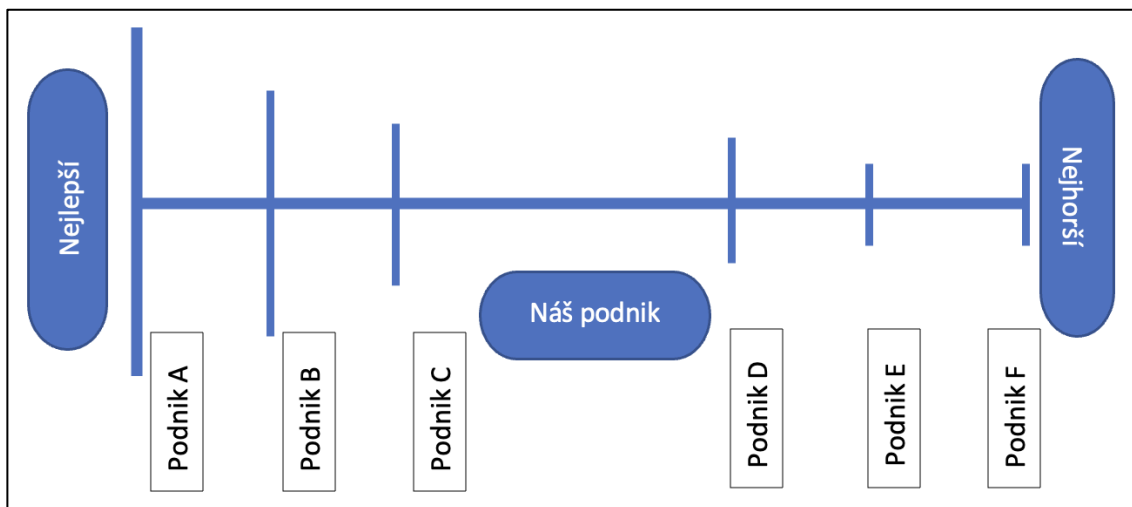 Nejlepší
Nejhorší
Náš podnik
Podnik A
Podnik B
Podnik C
Podnik D
Podnik E
Podnik F